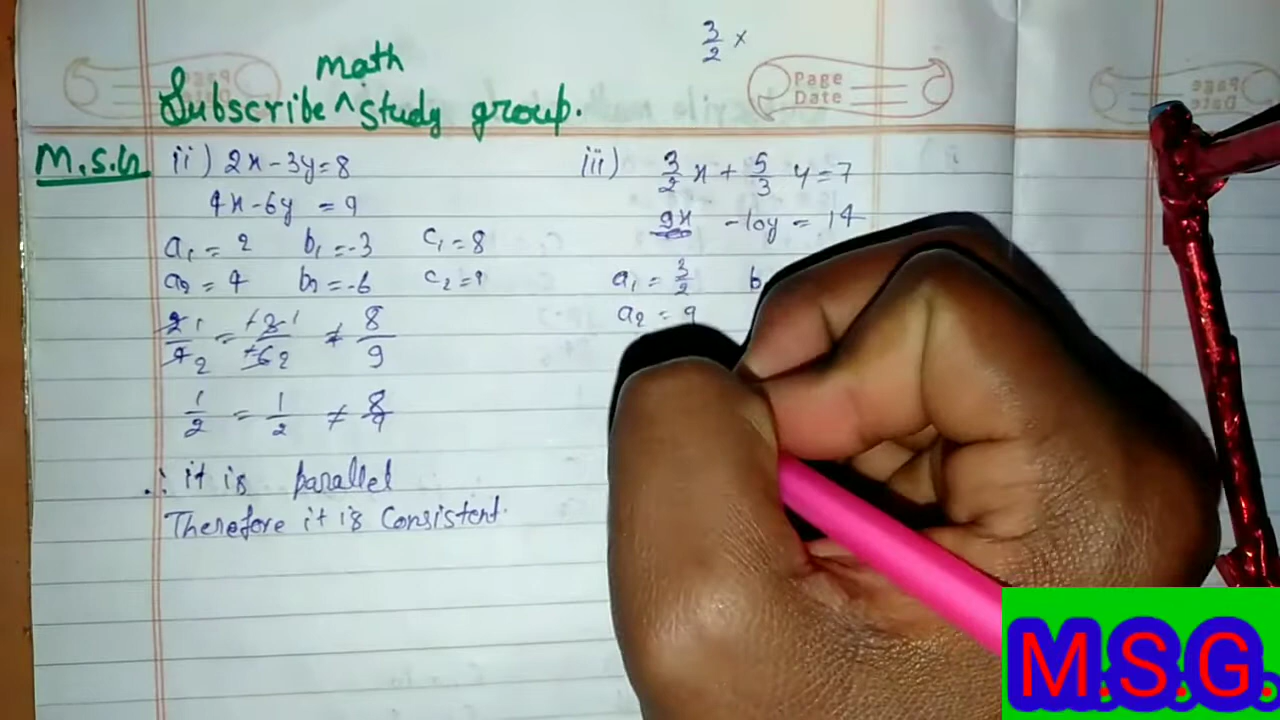 3/2 x
math
Subscribe ^ study group.
Page
Date
M.S.G
ii) 2x - 3y = 8
4x - 6y = 9
a₁ = 2 b₁ = -3 c₁ = 8
a₂ = 4 b₂ = -6 c₂ = 9
2/4 = +3/+6 ≠ 8/9
1/2 = 1/2 ≠ 8/9
∴ it is parallel
Therefore it is Consistent.
iii) 3/2 x + 5/3 y = 7
9x - 10y = 14
a₁ = 3/2 b
a₂ = 9
M.S.G.